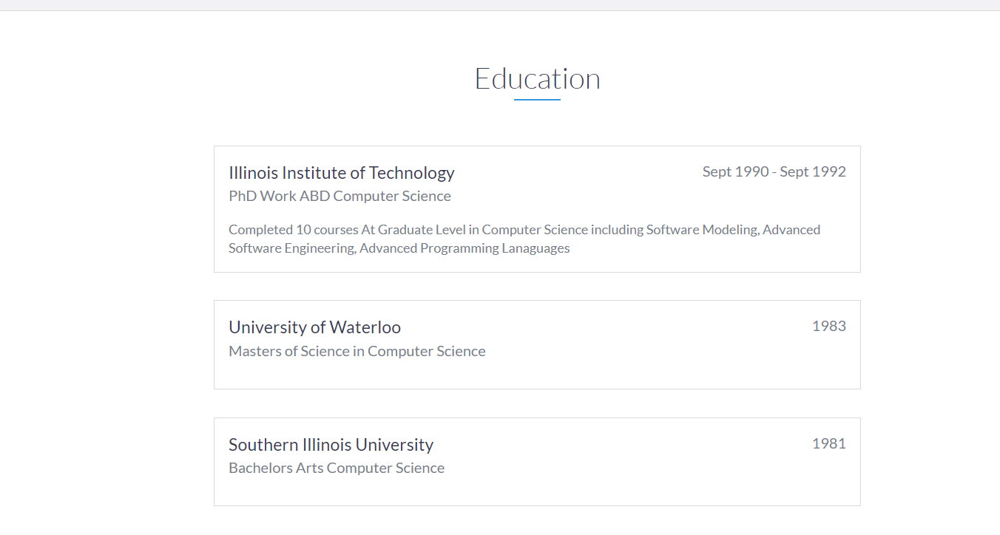 Education
Illinois Institute of Technology
Sept 1990 - Sept 1992
PhD Work ABD Computer Science
Completed 10 courses At Graduate Level in Computer Science including Software Modeling, Advanced
Software Engineering, Advanced Programming Lanaguages
University of Waterloo
1983
Masters of Science in Computer Science
Southern Illinois University
1981
Bachelors Arts Computer Science